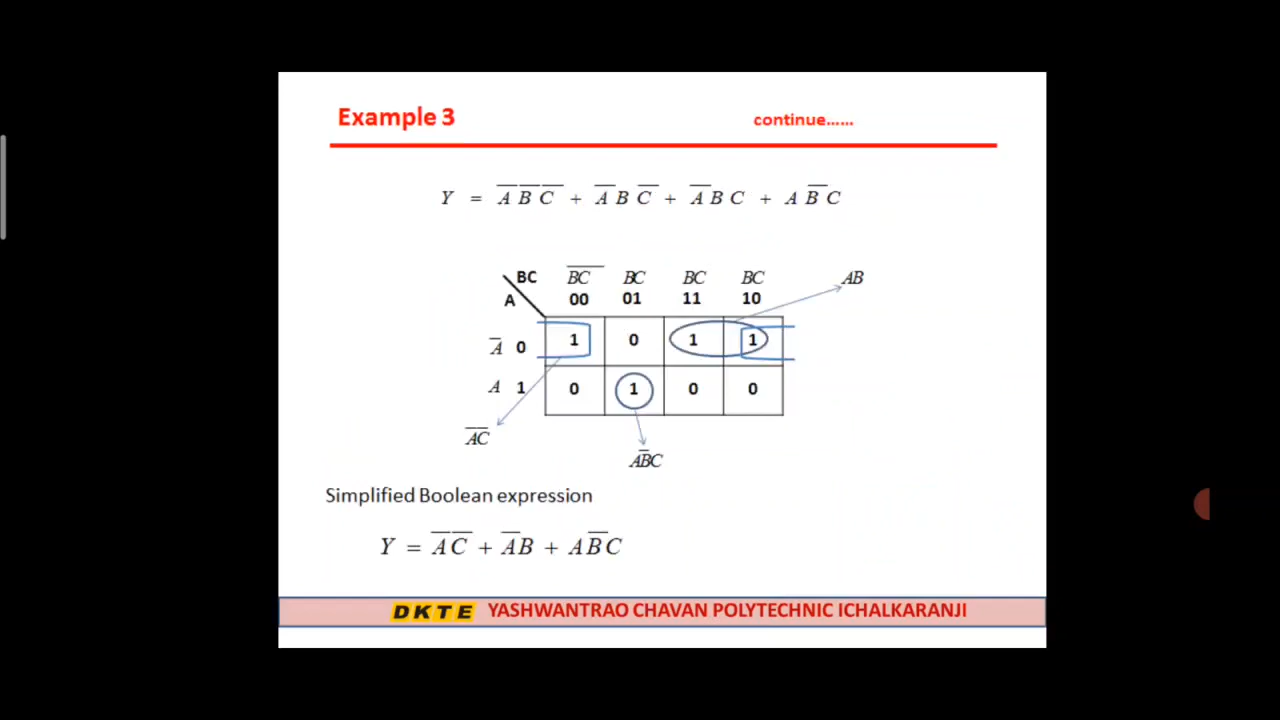 Example 3 continue......
Y = A̅ B̅ C̅ + A̅ B C̅ + A̅ B C + A B̅ C
BC B̅C̅ BC BC BC AB
A 00 01 11 10
A̅ 0 1 0 1 1
A 1 0 1 0 0
A̅C̅
AB̅C
Simplified Boolean expression
Y = A̅ C̅ + A̅ B + A B̅ C
DKTE YASHWANTRAO CHAVAN POLYTECHNIC ICHALKARANJI